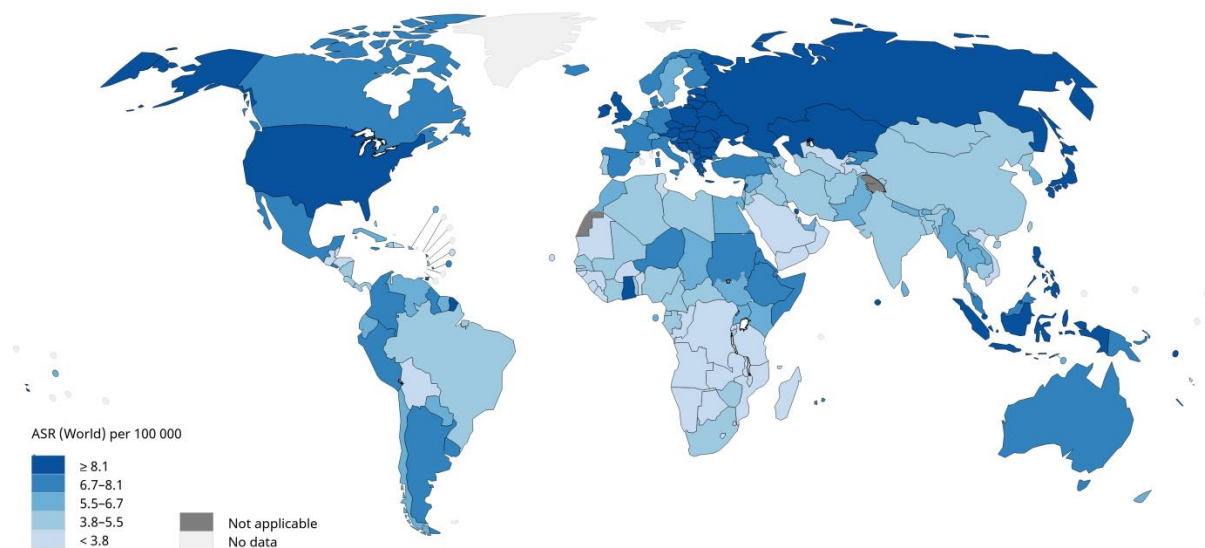 ASR (World) per 100 000
≥ 8.1
6.7–8.1
5.5–6.7
3.8–5.5
< 3.8
Not applicable
No data